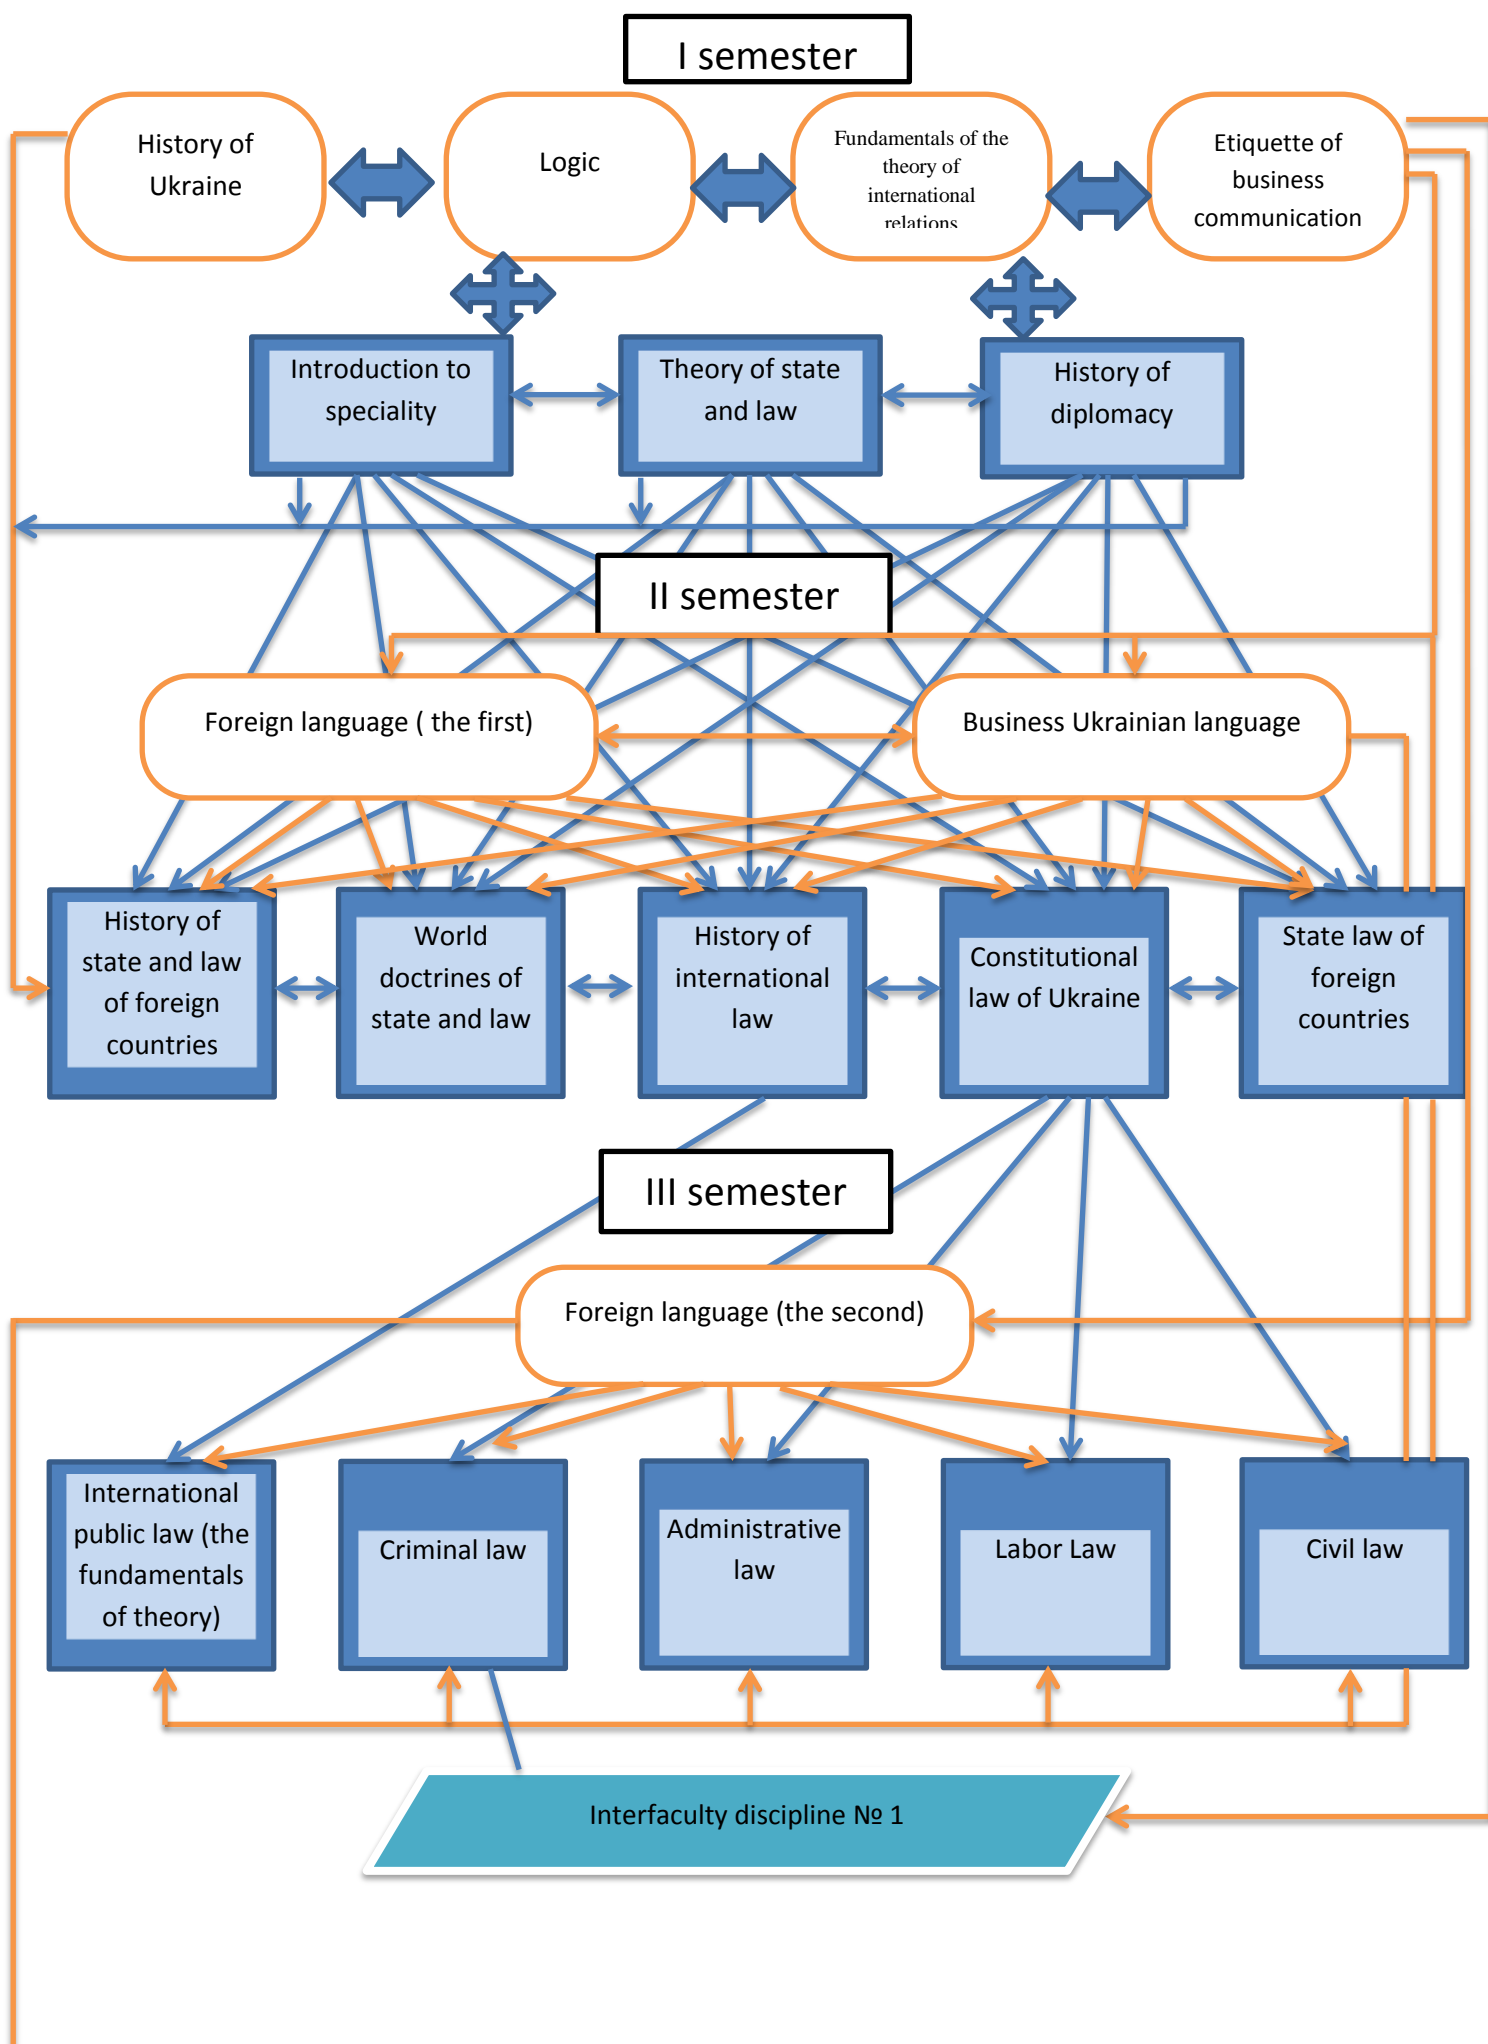 I semester
History of
Ukraine
Logic
Fundamentals of the
theory of
international
relations
Etiquette of
business
communication
Introduction to
speciality
Theory of state
and law
History of
diplomacy
II semester
Foreign language ( the first)
Business Ukrainian language
History of
state and law
of foreign
countries
World
doctrines of
state and law
History of
international
law
Constitutional
law of Ukraine
State law of
foreign
countries
III semester
Foreign language (the second)
International
public law (the
fundamentals
of theory)
Criminal law
Administrative
law
Labor Law
Civil law
Interfaculty discipline № 1